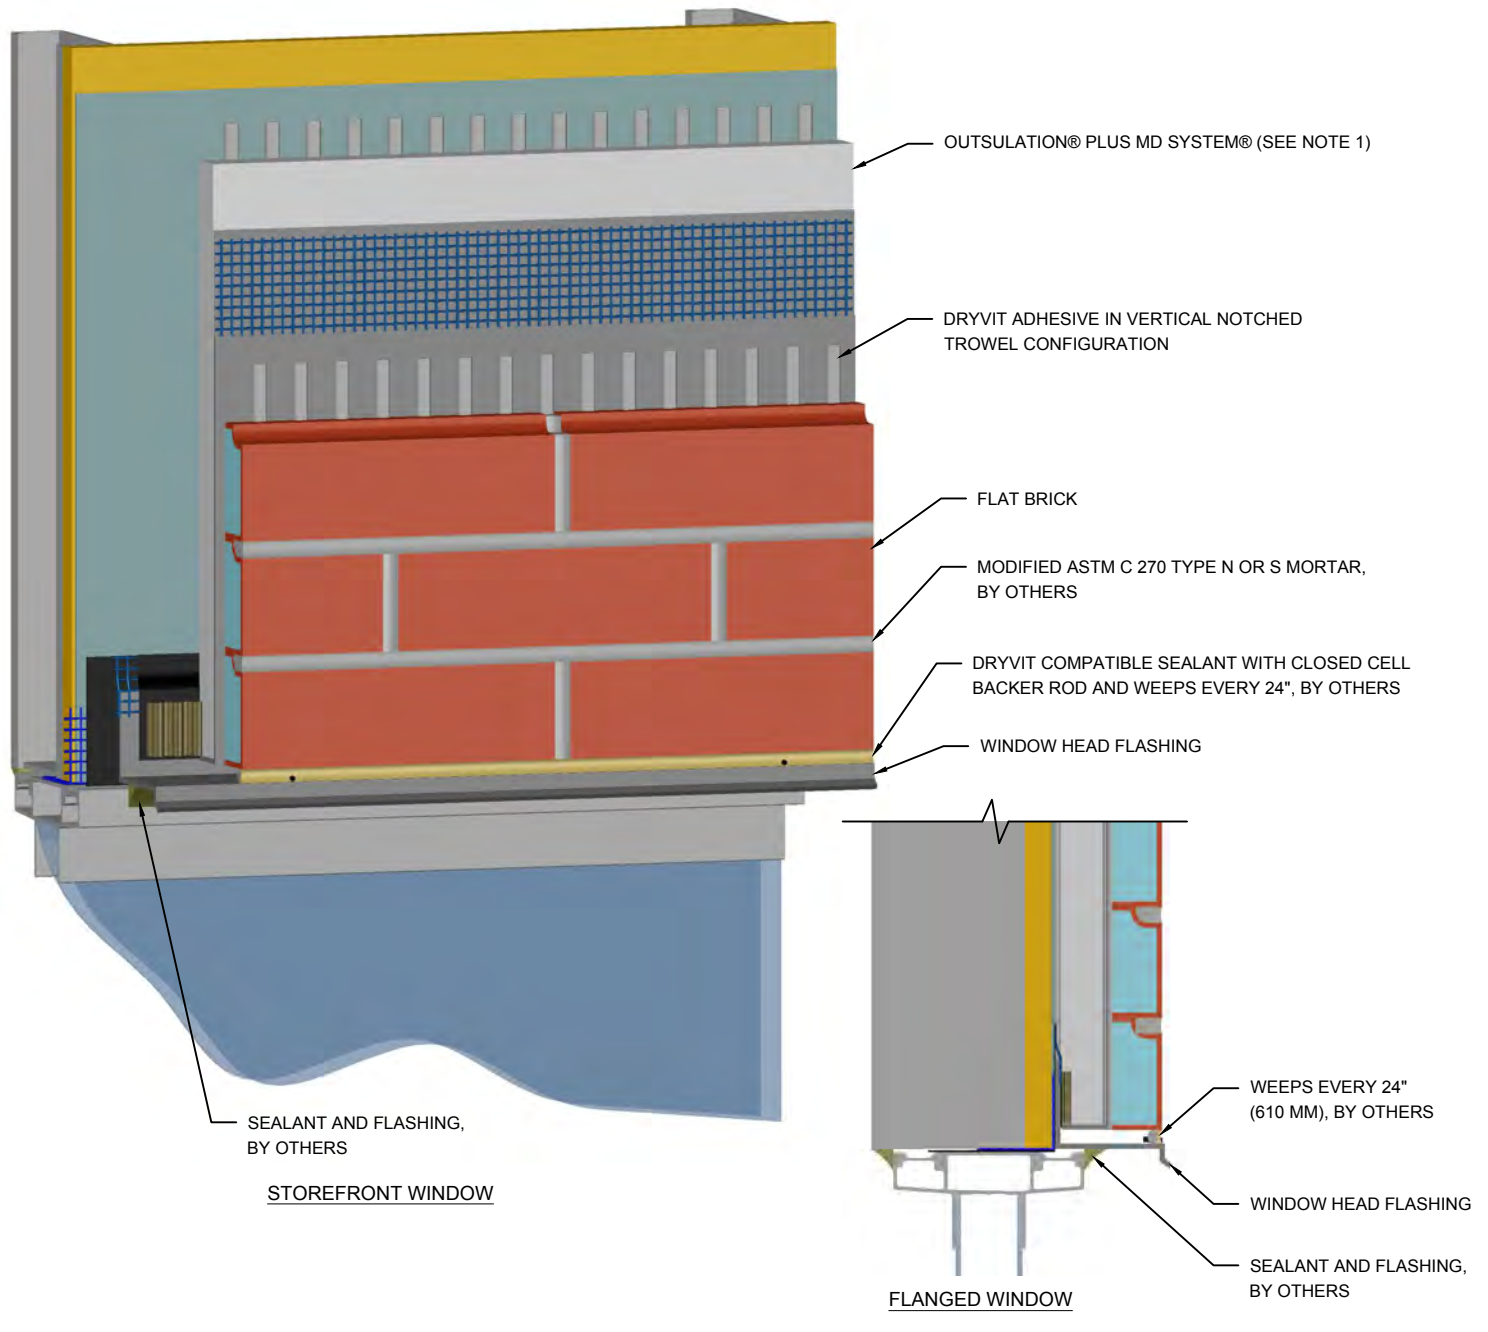 OUTSULATION® PLUS MD SYSTEM® (SEE NOTE 1)
DRYVIT ADHESIVE IN VERTICAL NOTCHED
TROWEL CONFIGURATION
FLAT BRICK
MODIFIED ASTM C 270 TYPE N OR S MORTAR,
BY OTHERS
DRYVIT COMPATIBLE SEALANT WITH CLOSED CELL
BACKER ROD AND WEEPS EVERY 24", BY OTHERS
WINDOW HEAD FLASHING
SEALANT AND FLASHING,
BY OTHERS
STOREFRONT WINDOW
WEEPS EVERY 24"
(610 MM), BY OTHERS
WINDOW HEAD FLASHING
SEALANT AND FLASHING,
BY OTHERS
FLANGED WINDOW